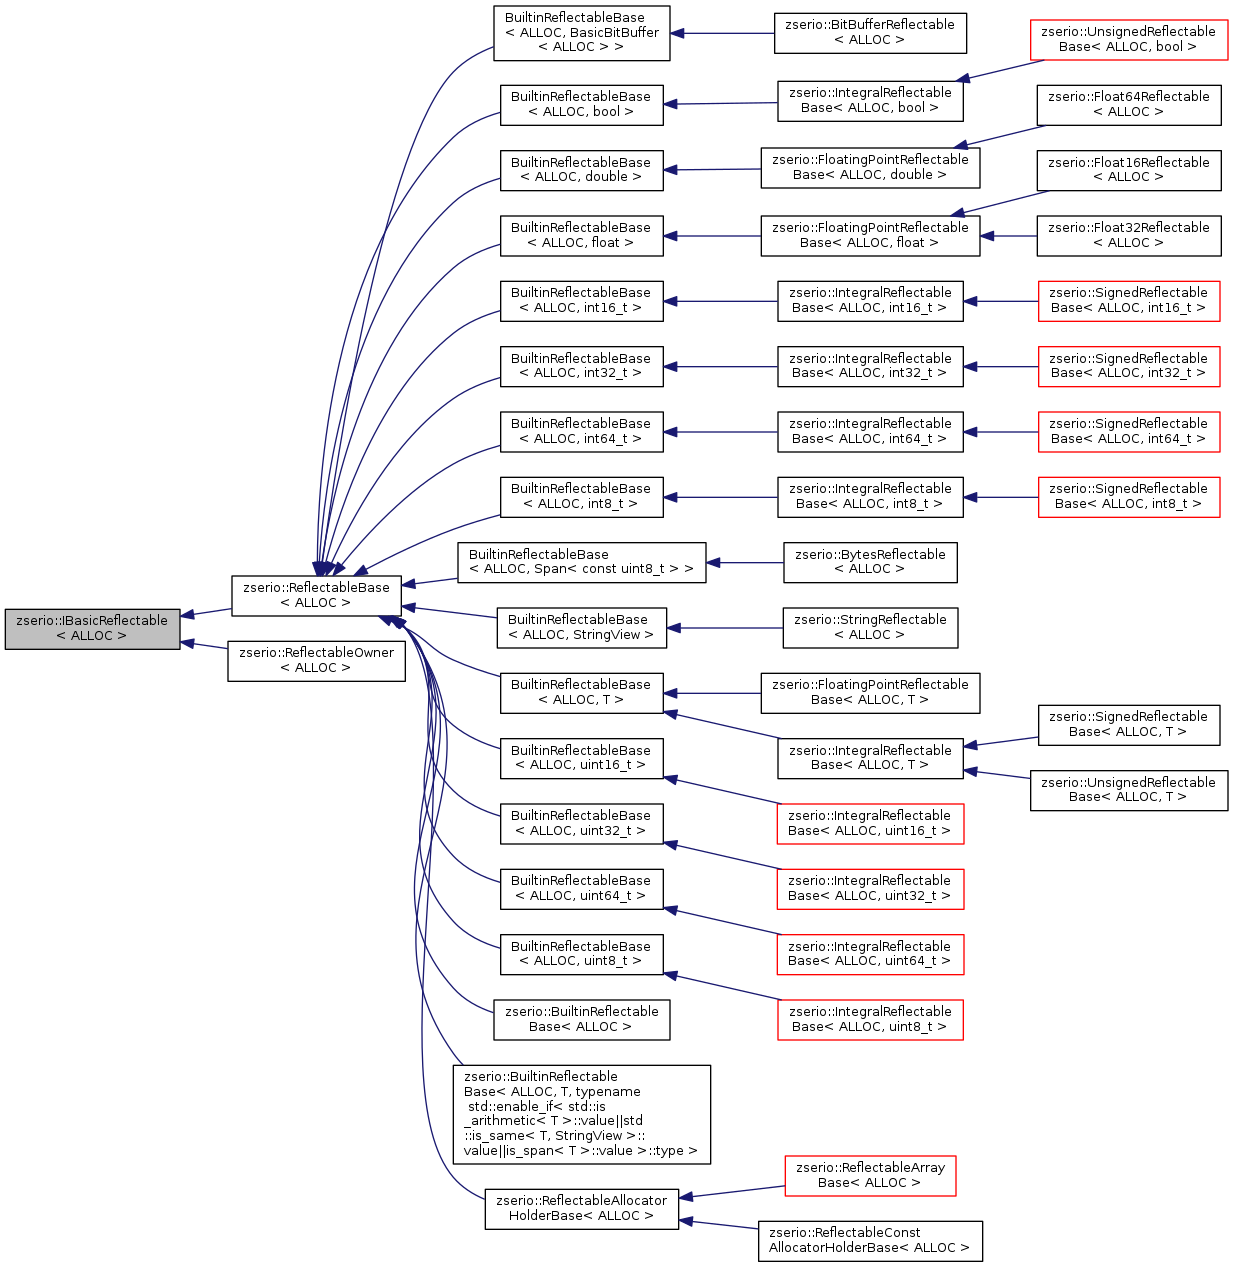 BuiltinReflectableBase
< ALLOC, BasicBitBuffer
< ALLOC > >
zserio::BitBufferReflectable
< ALLOC >
zserio::UnsignedReflectable
Base< ALLOC, bool >
BuiltinReflectableBase
< ALLOC, bool >
zserio::IntegralReflectable
Base< ALLOC, bool >
zserio::Float64Reflectable
< ALLOC >
BuiltinReflectableBase
< ALLOC, double >
zserio::FloatingPointReflectable
Base< ALLOC, double >
zserio::Float16Reflectable
< ALLOC >
BuiltinReflectableBase
< ALLOC, float >
zserio::FloatingPointReflectable
Base< ALLOC, float >
zserio::Float32Reflectable
< ALLOC >
BuiltinReflectableBase
< ALLOC, int16_t >
zserio::IntegralReflectable
Base< ALLOC, int16_t >
zserio::SignedReflectable
Base< ALLOC, int16_t >
BuiltinReflectableBase
< ALLOC, int32_t >
zserio::IntegralReflectable
Base< ALLOC, int32_t >
zserio::SignedReflectable
Base< ALLOC, int32_t >
BuiltinReflectableBase
< ALLOC, int64_t >
zserio::IntegralReflectable
Base< ALLOC, int64_t >
zserio::SignedReflectable
Base< ALLOC, int64_t >
BuiltinReflectableBase
< ALLOC, int8_t >
zserio::IntegralReflectable
Base< ALLOC, int8_t >
zserio::SignedReflectable
Base< ALLOC, int8_t >
BuiltinReflectableBase
< ALLOC, Span< const uint8_t > >
zserio::BytesReflectable
< ALLOC >
zserio::ReflectableBase
< ALLOC >
zserio::IBasicReflectable
< ALLOC >
BuiltinReflectableBase
< ALLOC, StringView >
zserio::StringReflectable
< ALLOC >
zserio::ReflectableOwner
< ALLOC >
BuiltinReflectableBase
< ALLOC, T >
zserio::FloatingPointReflectable
Base< ALLOC, T >
zserio::SignedReflectable
Base< ALLOC, T >
BuiltinReflectableBase
< ALLOC, uint16_t >
zserio::IntegralReflectable
Base< ALLOC, T >
zserio::UnsignedReflectable
Base< ALLOC, T >
BuiltinReflectableBase
< ALLOC, uint32_t >
zserio::IntegralReflectable
Base< ALLOC, uint16_t >
BuiltinReflectableBase
< ALLOC, uint64_t >
zserio::IntegralReflectable
Base< ALLOC, uint32_t >
BuiltinReflectableBase
< ALLOC, uint8_t >
zserio::IntegralReflectable
Base< ALLOC, uint64_t >
zserio::BuiltinReflectable
Base< ALLOC >
zserio::IntegralReflectable
Base< ALLOC, uint8_t >
zserio::BuiltinReflectable
Base< ALLOC, T, typename
std::enable_if< std::is
_arithmetic< T >::value||std
::is_same< T, StringView >::
value||is_span< T >::value >::type >
zserio::ReflectableArray
Base< ALLOC >
zserio::ReflectableAllocator
HolderBase< ALLOC >
zserio::ReflectableConst
AllocatorHolderBase< ALLOC >